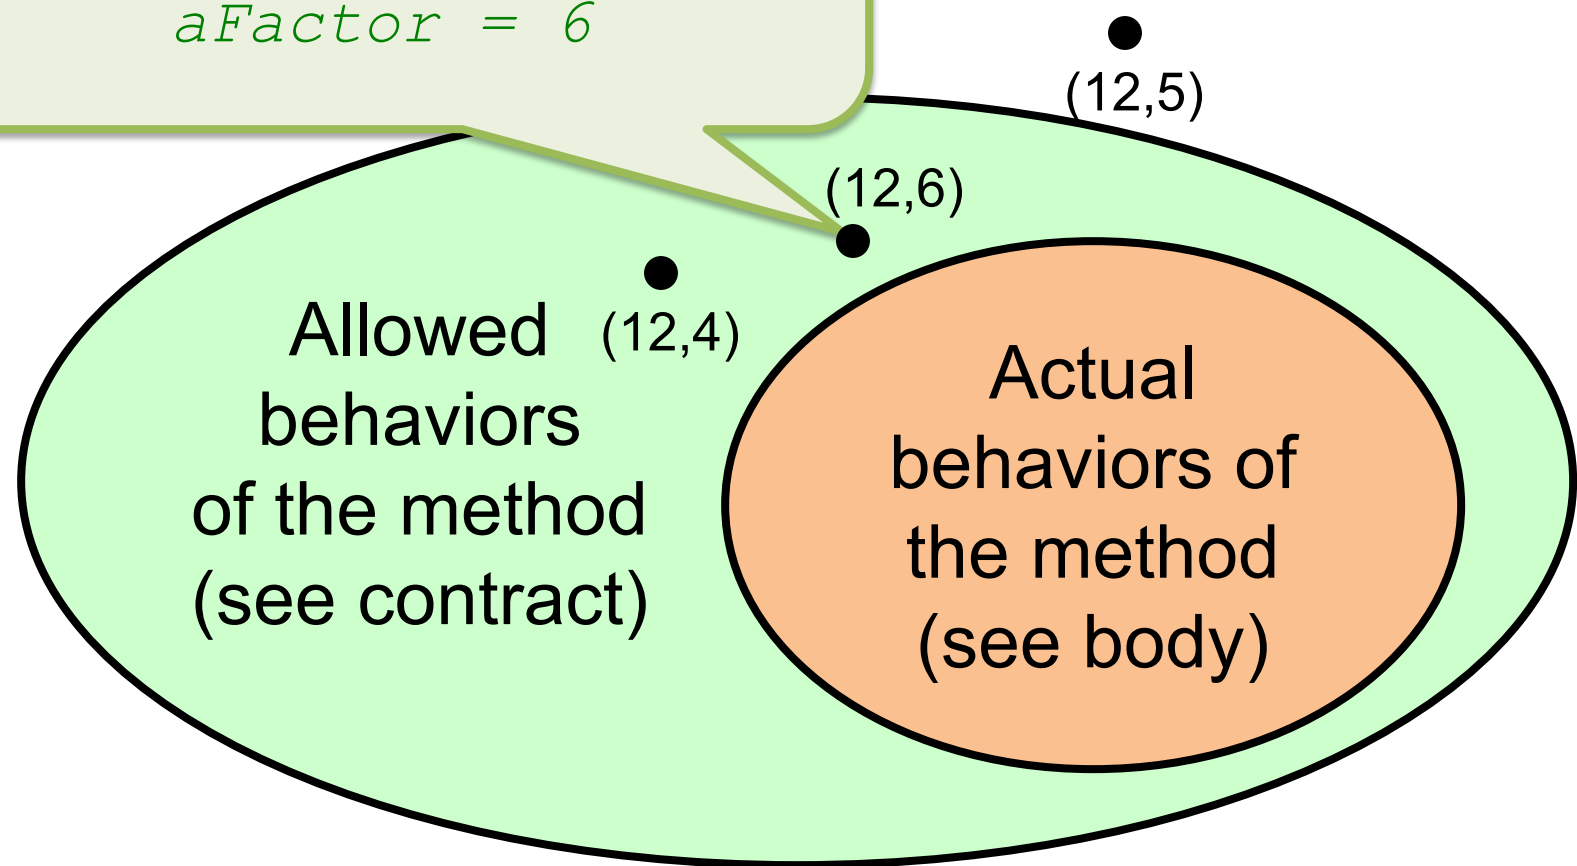 aFactor = 6
(12,5)
(12,6)
(12,4)
Allowed
behaviors
of the method
(see contract)
Actual
behaviors of
the method
(see body)